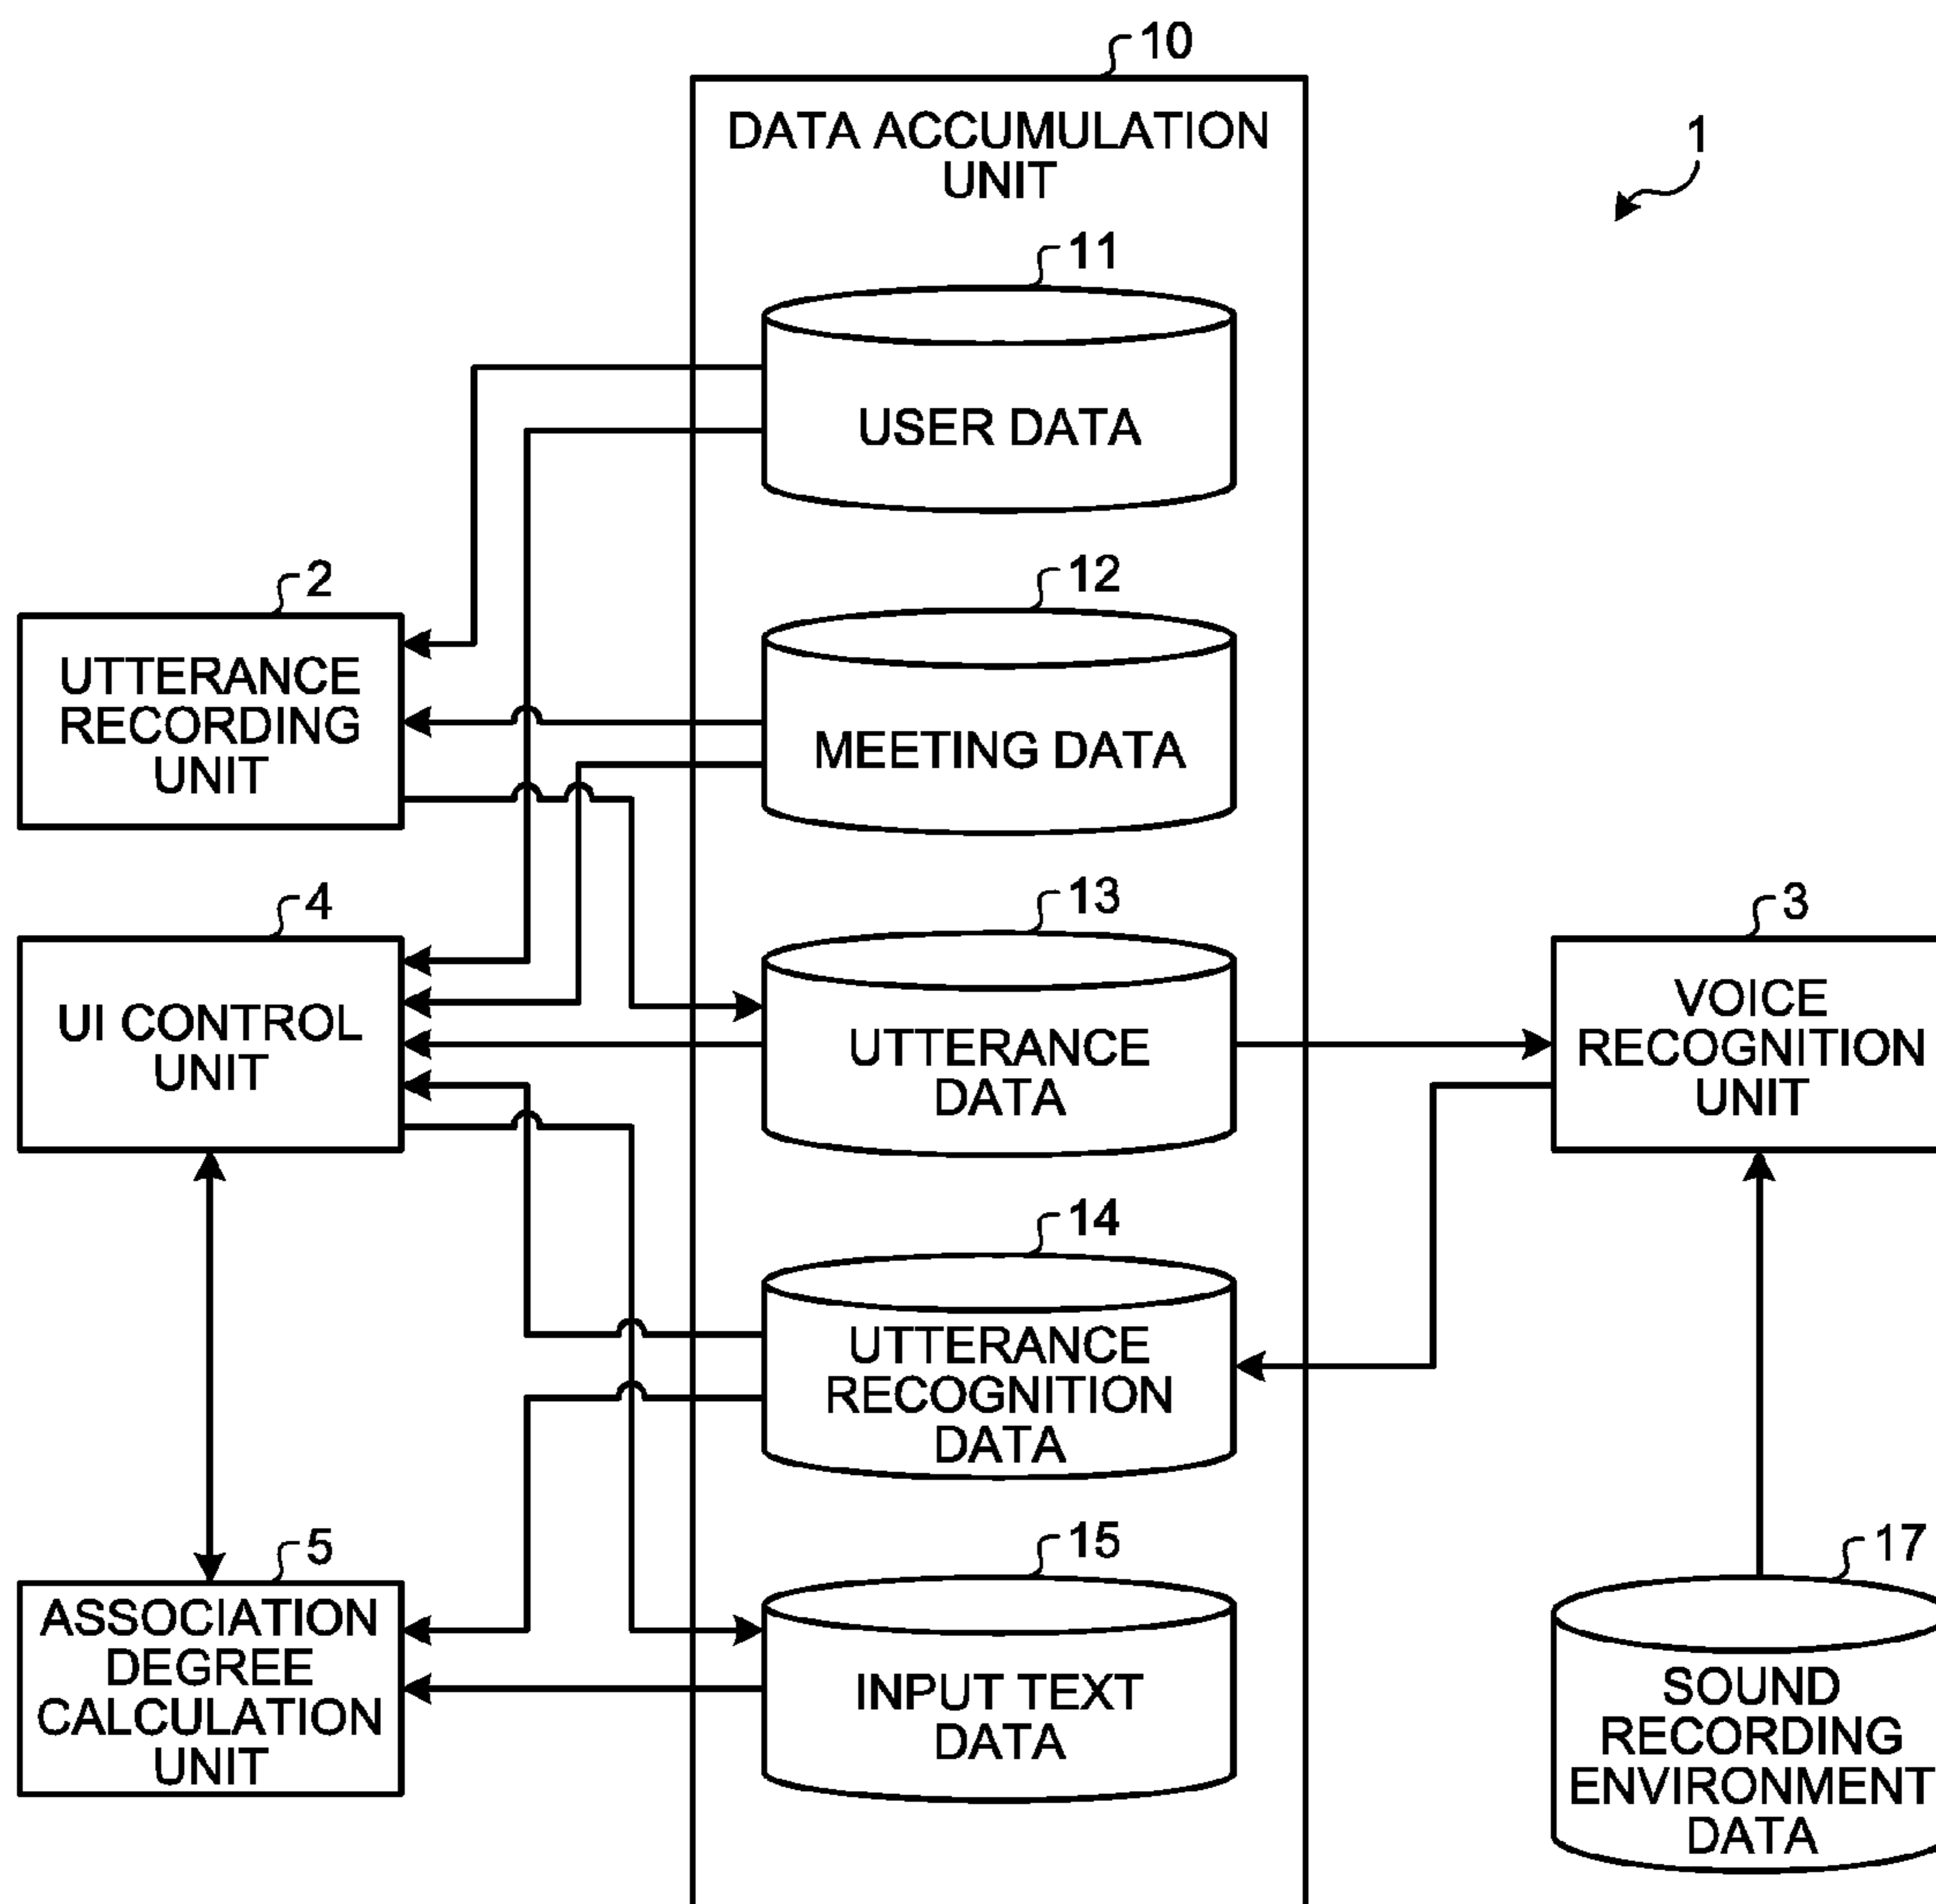 10
DATA ACCUMULATION
UNIT
1
11
USER DATA
2
UTTERANCE
RECORDING
UNIT
12
MEETING DATA
4
UI CONTROL
UNIT
13
UTTERANCE
DATA
3
VOICE
RECOGNITION
UNIT
14
UTTERANCE
RECOGNITION
DATA
5
ASSOCIATION
DEGREE
CALCULATION
UNIT
15
INPUT TEXT
DATA
17
SOUND
RECORDING
ENVIRONMENT
DATA